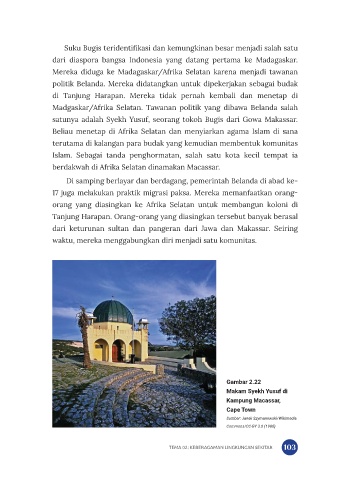 Suku Bugis teridentifikasi dan kemungkinan besar menjadi salah satu
dari diaspora bangsa Indonesia yang datang pertama ke Madagaskar.
Mereka diduga ke Madagaskar/Afrika Selatan karena menjadi tawanan
politik Belanda. Mereka didatangkan untuk dipekerjakan sebagai budak
di Tanjung Harapan. Mereka tidak pernah kembali dan menetap di
Madgaskar/Afrika Selatan. Tawanan politik yang dibawa Belanda salah
satunya adalah Syekh Yusuf, seorang tokoh Bugis dari Gowa Makassar.
Beliau menetap di Afrika Selatan dan menyiarkan agama Islam di sana
terutama di kalangan para budak yang kemudian membentuk komunitas
Islam. Sebagai tanda penghormatan, salah satu kota kecil tempat ia
berdakwah di Afrika Selatan dinamakan Macassar.
Di samping berlayar dan berdagang, pemerintah Belanda di abad ke-
17 juga melakukan praktik migrasi paksa. Mereka memanfaatkan orang-
orang yang diasingkan ke Afrika Selatan untuk membangun koloni di
Tanjung Harapan. Orang-orang yang diasingkan tersebut banyak berasal
dari keturunan sultan dan pangeran dari Jawa dan Makassar. Seiring
waktu, mereka menggabungkan diri menjadi satu komunitas.
Gambar 2.22
Makam Syekh Yusuf di
Kampung Macassar,
Cape Town
Sumber: Janek Szymanowski/Wikimedia
Commons/CC-BY 3.0 (1996)
TEMA 02: KEBERAGAMAN LINGKUNGAN SEKITAR
103